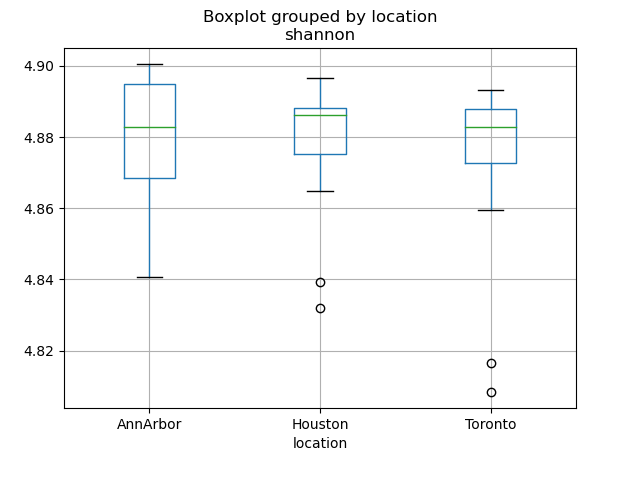 Boxplot grouped by location
shannon
4.90
4.88
4.86
4.84
4.82
AnnArbor
Houston
Toronto
location